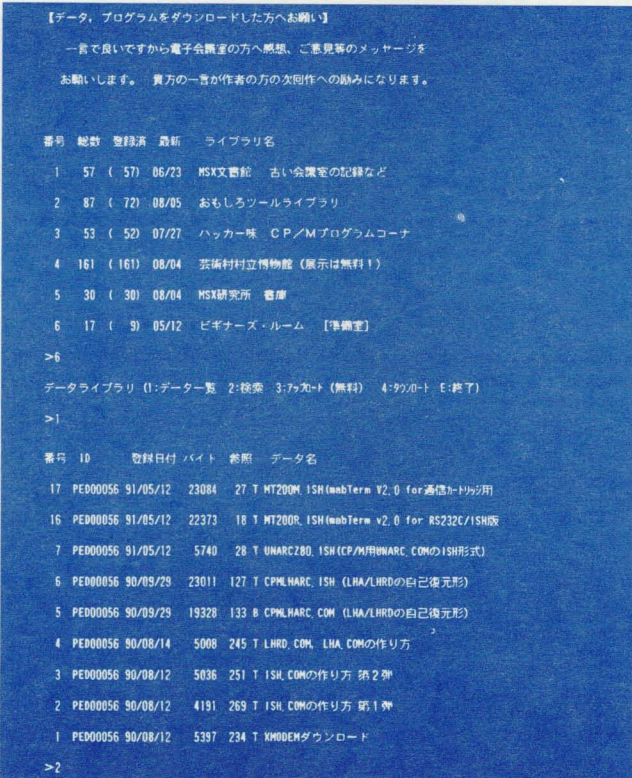 【データ，プログラムをダウンロードした方へお願い】
一言で良いですから電子会議室の方へ感想、ご意見等のメッセージを
お願いします。 貴方の一言が作者の方の次回作への励みになります。
番号 総数 登録済 最新 ライブラリ名
1 57 ( 57) 06/23 MSX文書館 古い会議室の記録など
2 87 ( 72) 08/05 おもしろツールライブラリ
3 53 ( 52) 07/27 ハッカー味 CP/Mプログラムコーナ
4 161 (161) 08/04 芸術村村立博物館 (展示は無料!)
5 30 ( 30) 08/04 MSX研究所 書庫
6 17 ( 9) 05/12 ビギナーズ・ルーム [準備室]
>6
データライブラリ (1:データ一覧 2:検索 3:ｱｯﾌﾟﾛｰﾄﾞ (無料) 4:ﾀﾞｳﾝﾛｰﾄﾞ E:終了)
>1
番号 ID 登録日付 バイト 参照 データ名
17 PED00056 91/05/12 23084 27 T MT200M.ISH(mabTerm V2.0 for通信ｶｰﾄﾘｯｼﾞ用
16 PED00056 91/05/12 22373 18 T MT200R.ISH(mabTerm v2.0 for RS232C/ISH版
7 PED00056 91/05/12 5740 28 T UNARCZ80.ISH(CP/M用UNARC.COMのISH形式)
6 PED00056 90/09/29 23011 127 T CPMLHARC.ISH (LHA/LHRDの自己復元形)
5 PED00056 90/09/29 19328 133 B CPMLHARC.COM (LHA/LHRDの自己復元形)
4 PED00056 90/08/14 5008 245 T LHRD.COM, LHA.COMの作り方
3 PED00056 90/08/12 5036 251 T ISH.COMの作り方 第2弾
2 PED00056 90/08/12 4191 269 T ISH.COMの作り方 第1弾
1 PED00056 90/08/12 5397 234 T XMODEMダウンロード
>2